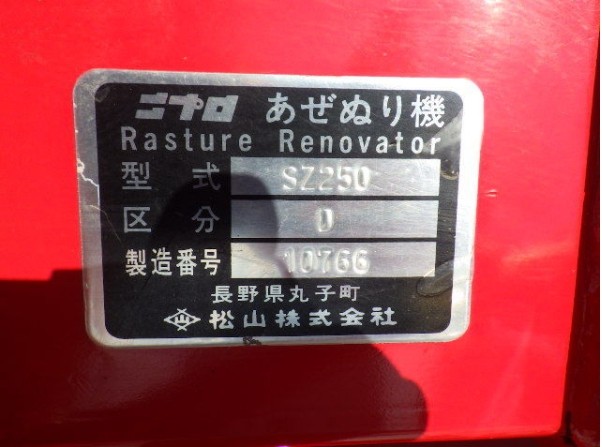 ニプロ あぜぬり機
Rasture Renovator
型式 SZ250
区分 D
製造番号 10766
長野県丸子町
松山株式会社